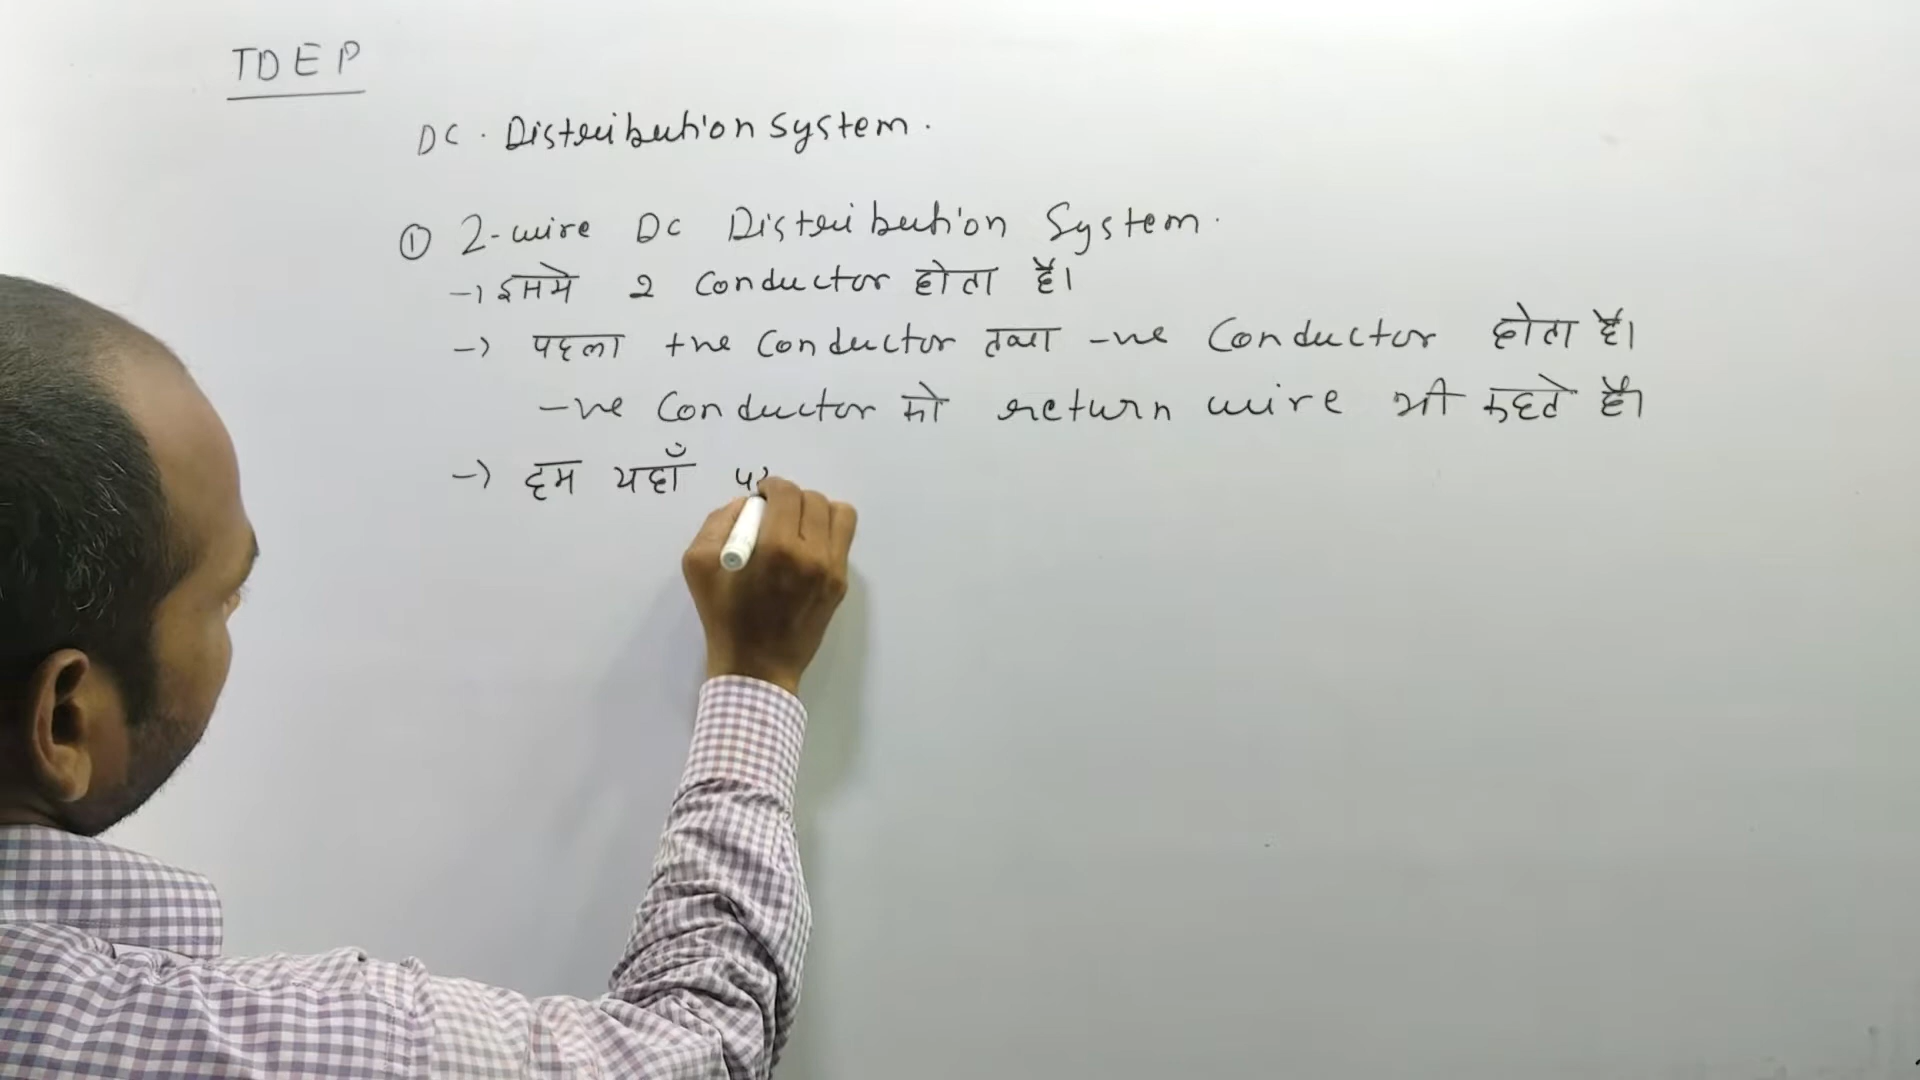 TDEP
DC. Distribution system.
① 2-wire DC Distribution System.
→ इसमे 2 Conductor होता है।
→ पहला +ve Conductor तथा -ve Conductor होता है।
-ve Conductor को return wire भी कहते है।
→ हम यहाँ